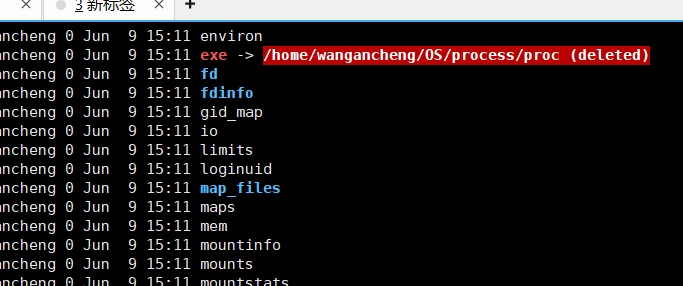 3 新标签
ancheng 0 Jun  9 15:11 environ
ancheng 0 Jun  9 15:11 exe -> /home/wangancheng/OS/process/proc (deleted)
ancheng 0 Jun  9 15:11 fd
ancheng 0 Jun  9 15:11 fdinfo
ancheng 0 Jun  9 15:11 gid_map
ancheng 0 Jun  9 15:11 io
ancheng 0 Jun  9 15:11 limits
ancheng 0 Jun  9 15:11 loginuid
ancheng 0 Jun  9 15:11 map_files
ancheng 0 Jun  9 15:11 maps
ancheng 0 Jun  9 15:11 mem
ancheng 0 Jun  9 15:11 mountinfo
ancheng 0 Jun  9 15:11 mounts
ancheng 0 Jun  9 15:11 mountstats